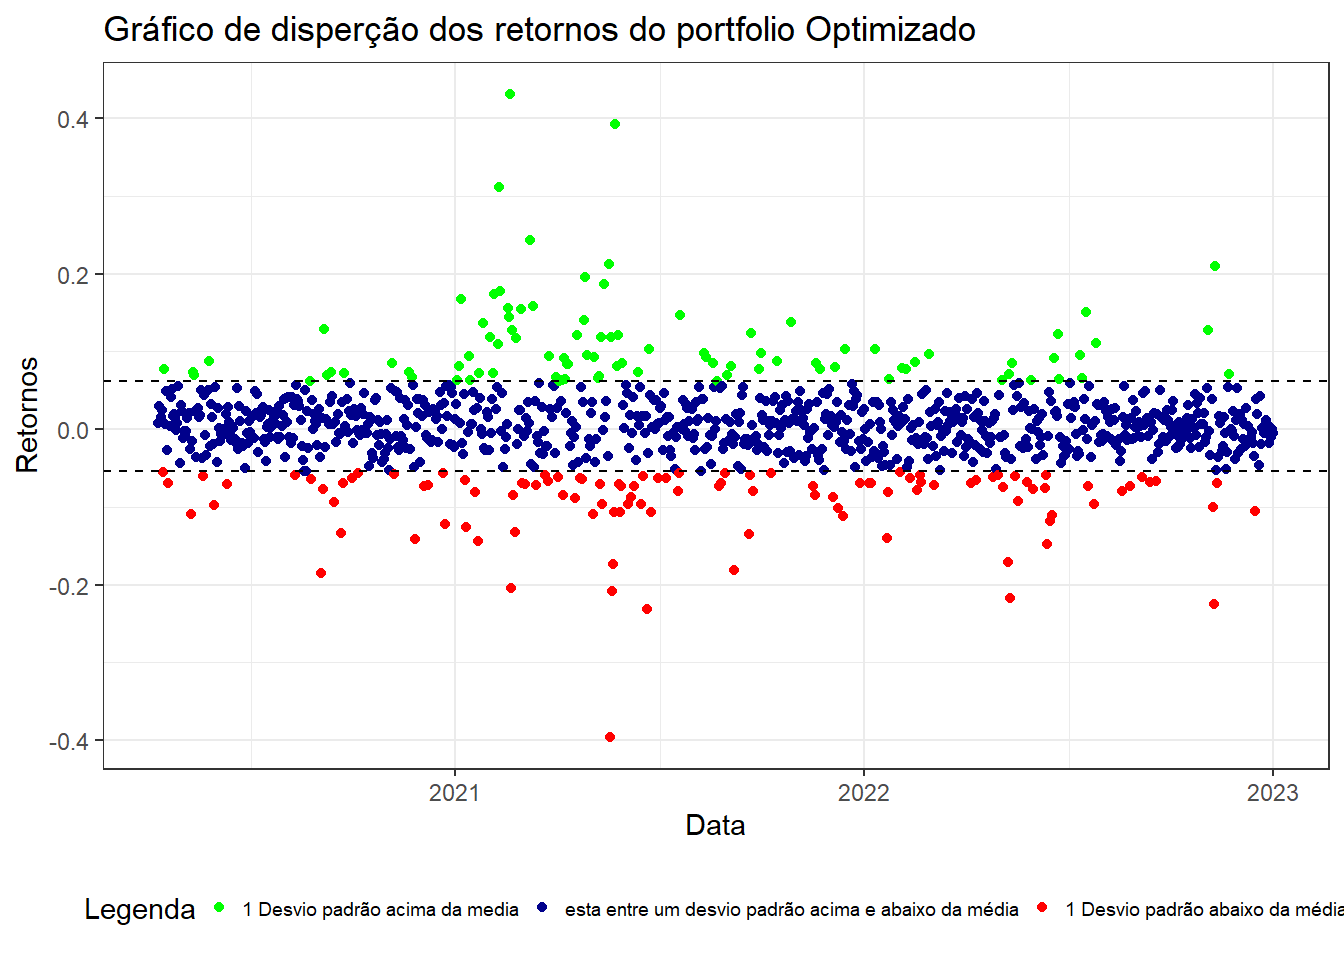 Gráfico de disperção dos retornos do portfolio Optimizado
0.4
0.2
0.0
-0.2
-0.4
Retornos
2021 2022 2023
Data
Legenda 1 Desvio padrão acima da media esta entre um desvio padrão acima e abaixo da média 1 Desvio padrão abaixo da média